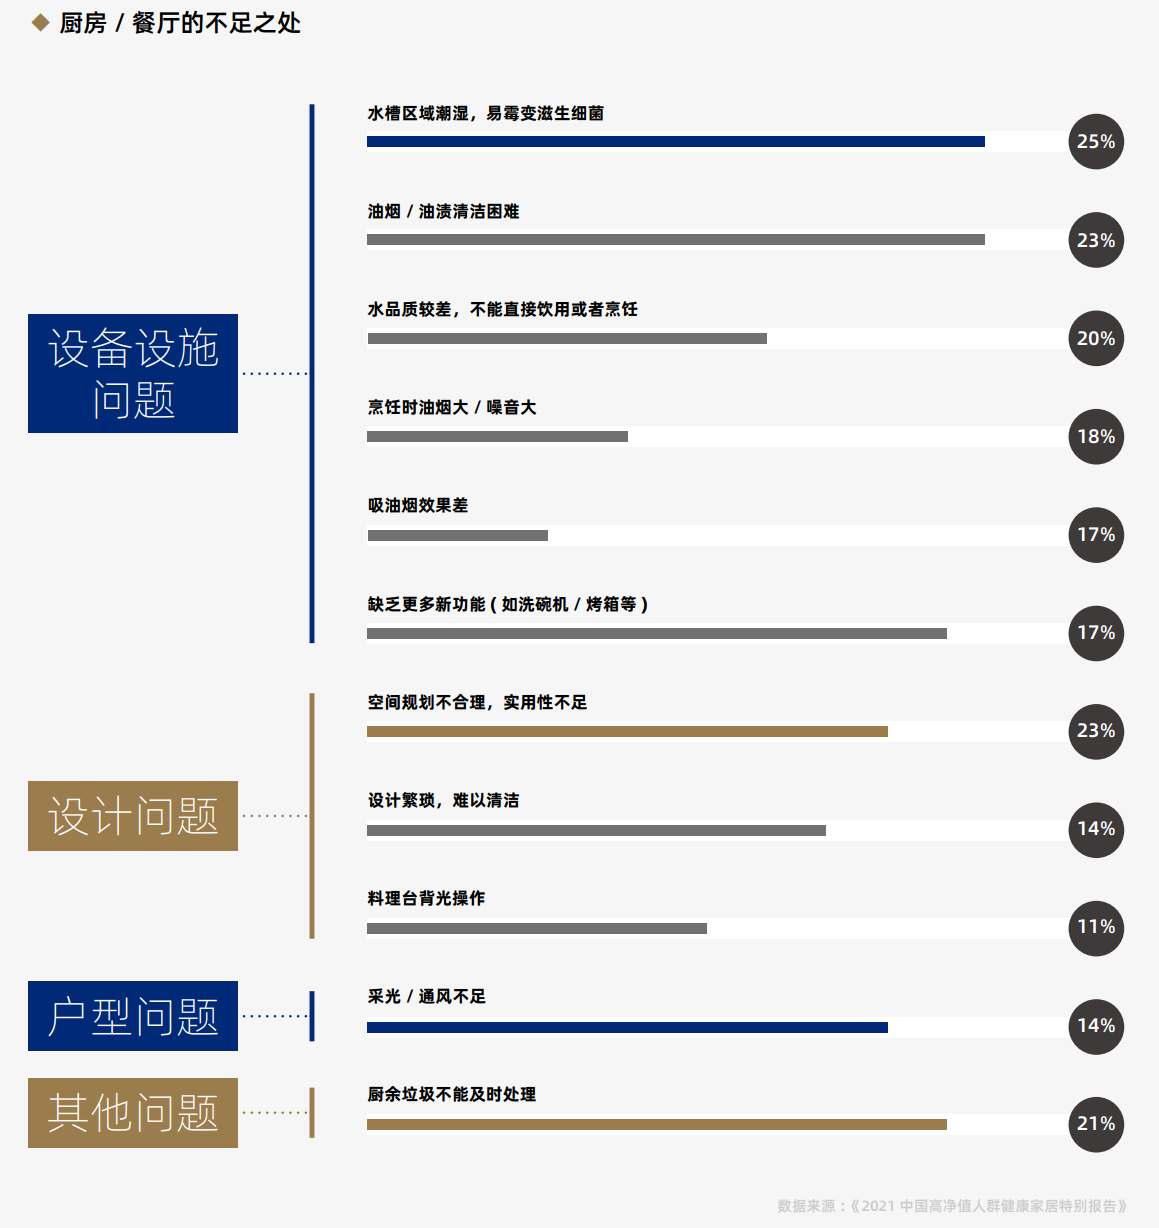 厨房 / 餐厅的不足之处
设备设施
问题
水槽区域潮湿，易霉变滋生细菌
25%
油烟 / 油渍清洁困难
23%
水品质较差，不能直接饮用或者烹饪
20%
烹饪时油烟大 / 噪音大
18%
吸油烟效果差
17%
缺乏更多新功能 ( 如洗碗机 / 烤箱等 )
17%
设计问题
空间规划不合理，实用性不足
23%
设计繁琐，难以清洁
14%
料理台背光操作
11%
户型问题
采光 / 通风不足
14%
其他问题
厨余垃圾不能及时处理
21%
数据来源：《2021 中国高净值人群健康家居特别报告》